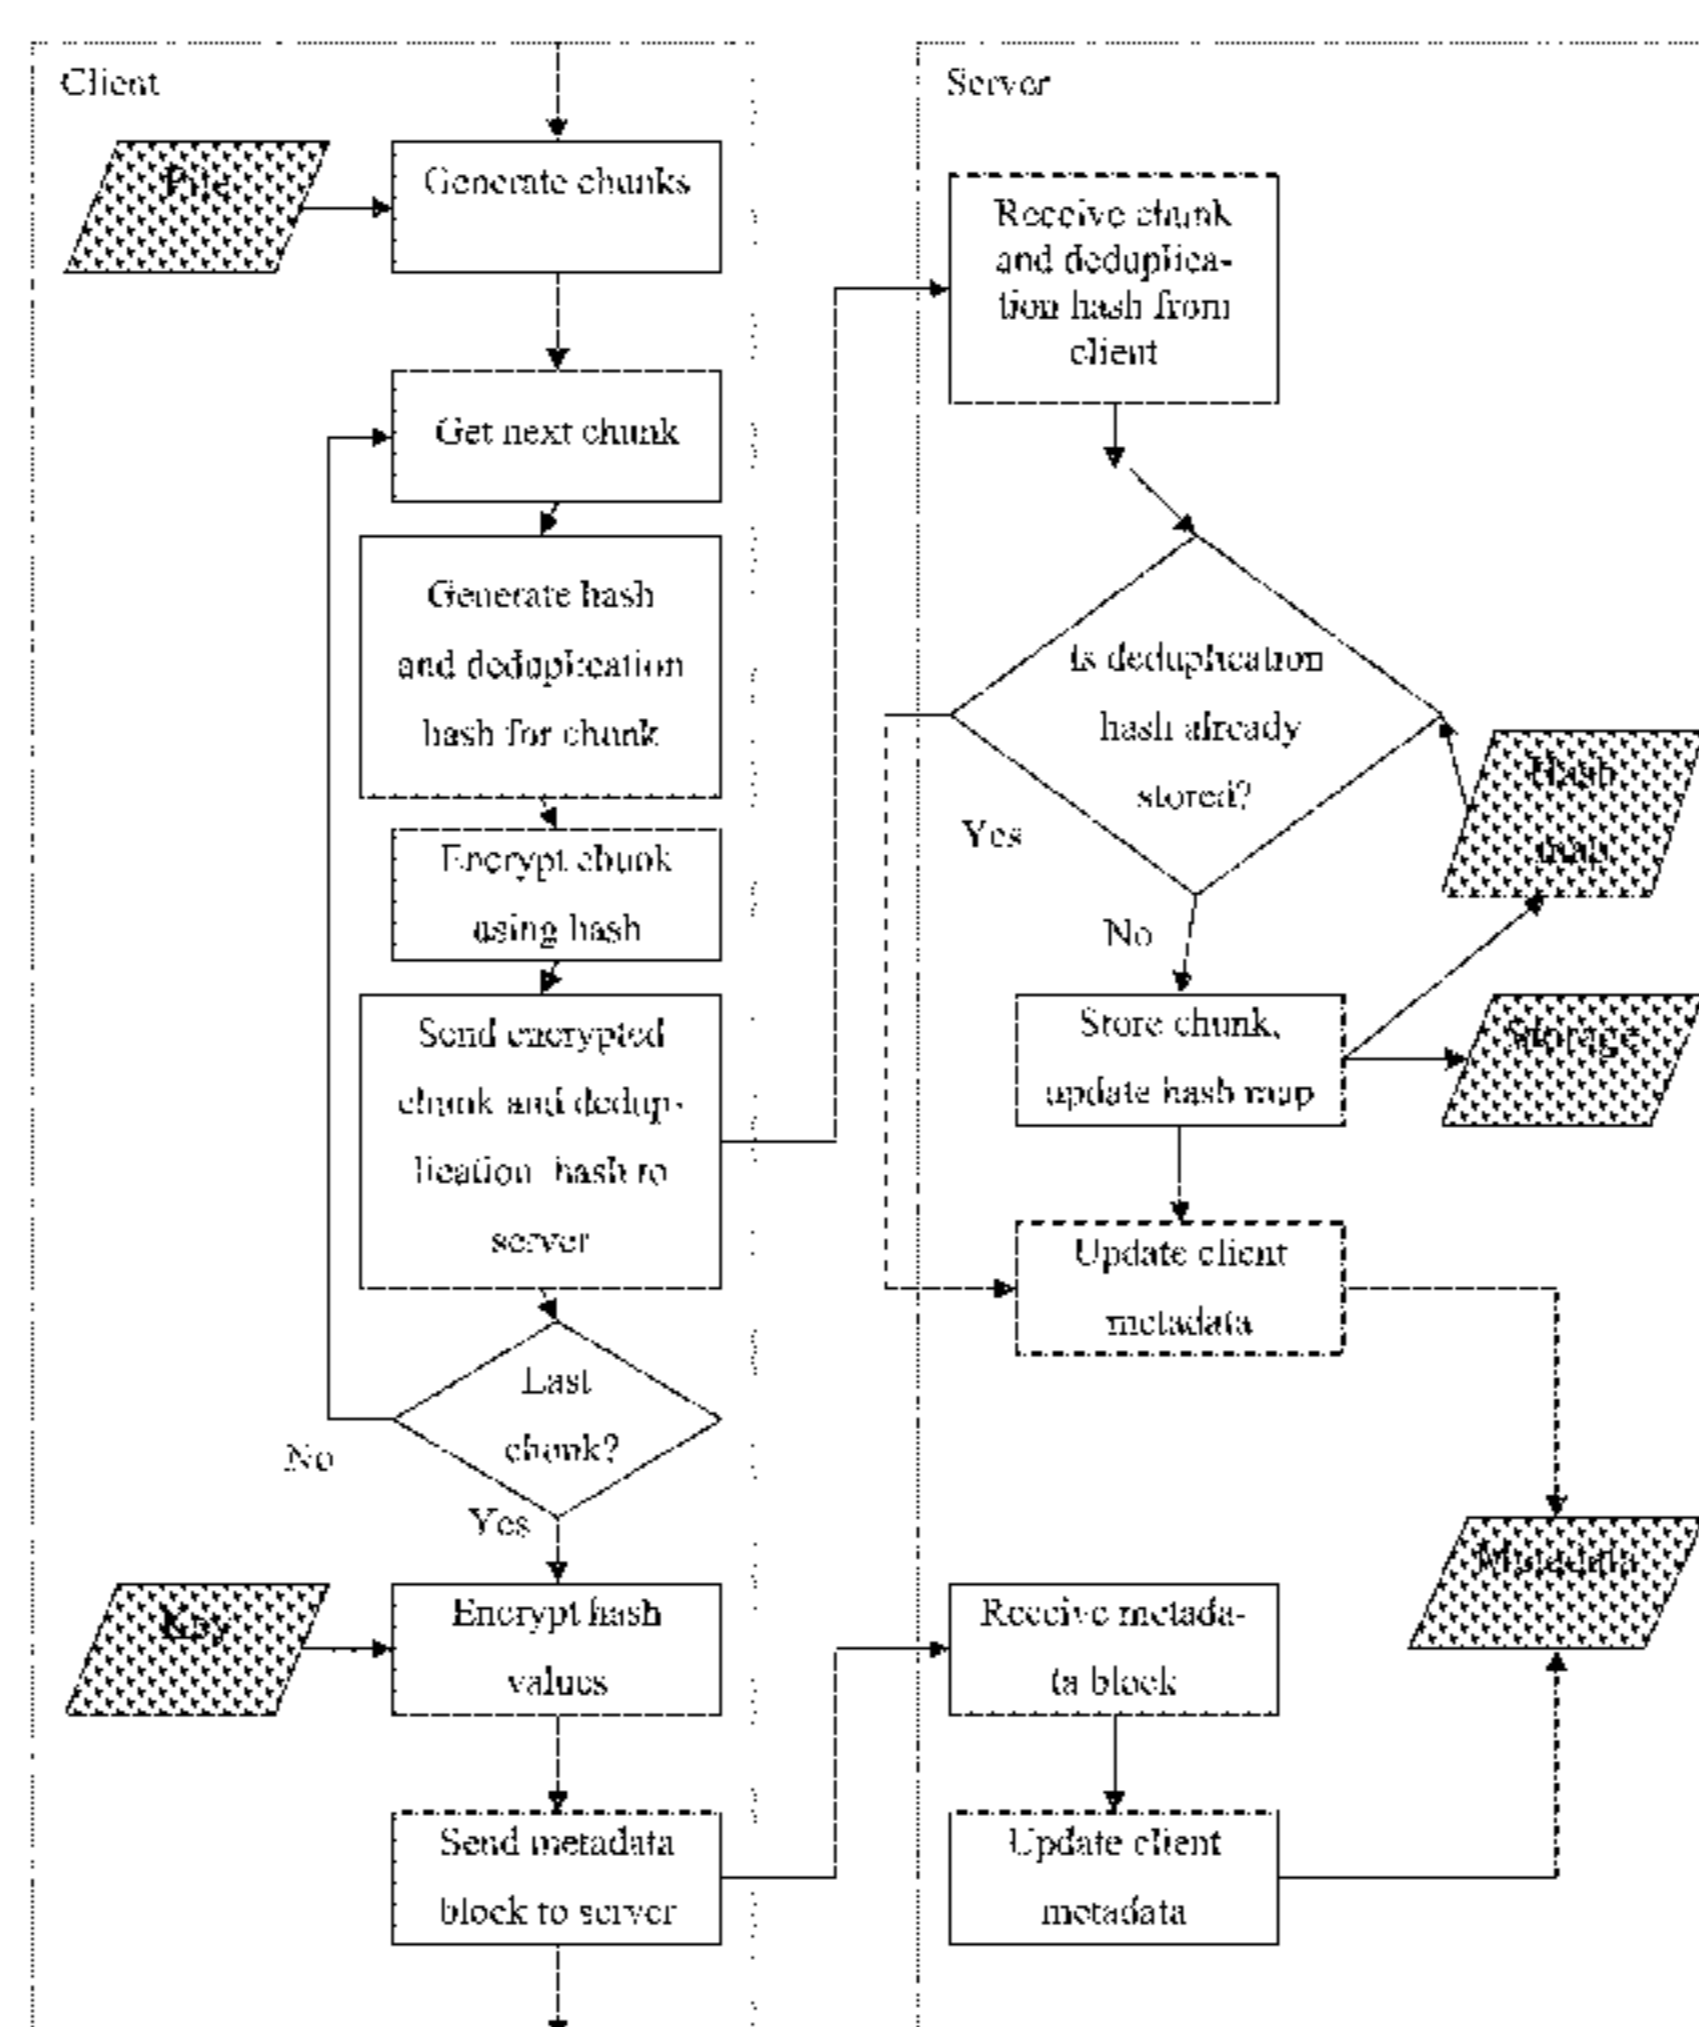 Client
File
Generate chunks
Get next chunk
Generate hash
and deduplication
hash for chunk
Encrypt chunk
using hash
Send encrypted
chunk and dedup-
lication hash to
server
Last
chunk?
No
Yes
Key
Encrypt hash
values
Send metadata
block to server
Server
Receive chunk
and deduplica-
tion hash from
client
Is deduplication
hash already
stored?
Yes
No
Hash
map
Store chunk,
update hash map
Storage
Update client
metadata
Metadata
Receive metada-
ta block
Update client
metadata